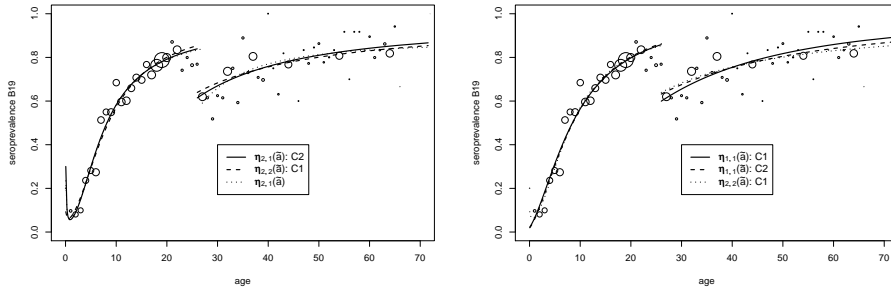 seroprevalence B19
1.0
0.8
0.6
0.4
0.2
0.0
η2,1(ã): C2
η2,2(ã): C1
η2,1(ã)
0 10 20 30 40 50 60 70
age
seroprevalence B19
1.0
0.8
0.6
0.4
0.2
0.0
η1,1(ã): C1
η1,1(ã): C2
η2,2(ã): C1
0 10 20 30 40 50 60 70
age